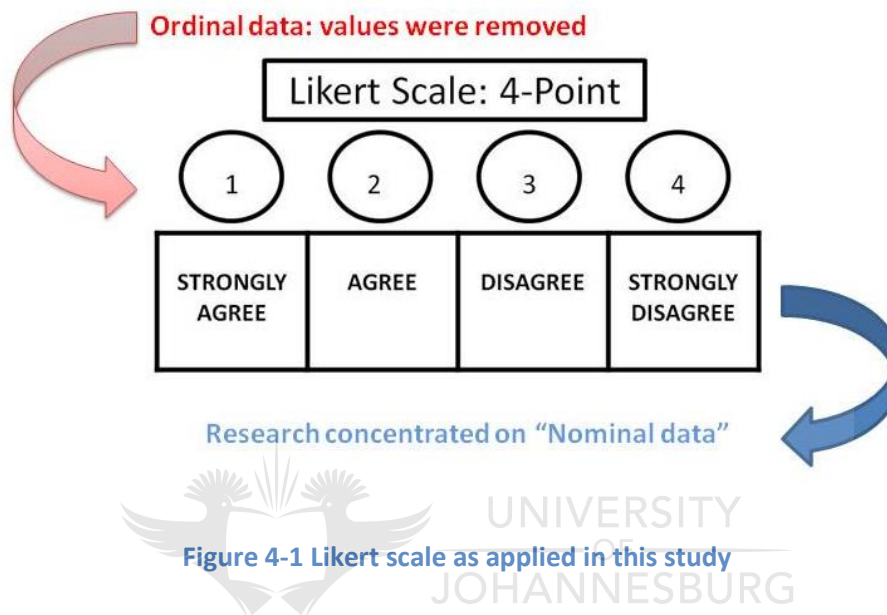 Ordinal data: values were removed
Likert Scale: 4-Point
1 2 3 4
STRONGLY AGREE DISAGREE STRONGLY
AGREE DISAGREE
Research concentrated on “Nominal data”
UNIVERSITY
OF
Figure 4-1 Likert scale as applied in this study
JOHANNESBURG